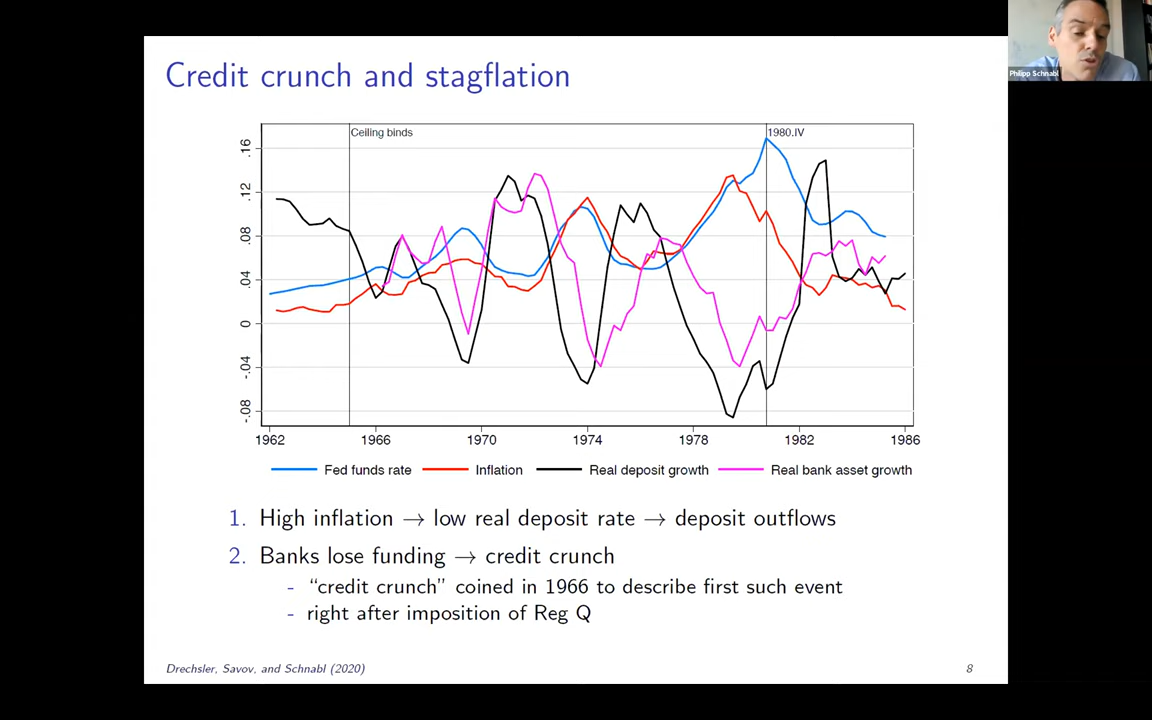 Philipp Schnabl
Credit crunch and stagflation
Ceiling binds
1980.IV
.16
.12
.08
.04
0
-.04
-.08
1962
1966
1970
1974
1978
1982
1986
Fed funds rate
Inflation
Real deposit growth
Real bank asset growth
1. High inflation → low real deposit rate → deposit outflows
2. Banks lose funding → credit crunch
- “credit crunch” coined in 1966 to describe first such event
- right after imposition of Reg Q
Drechsler, Savov, and Schnabl (2020)
8